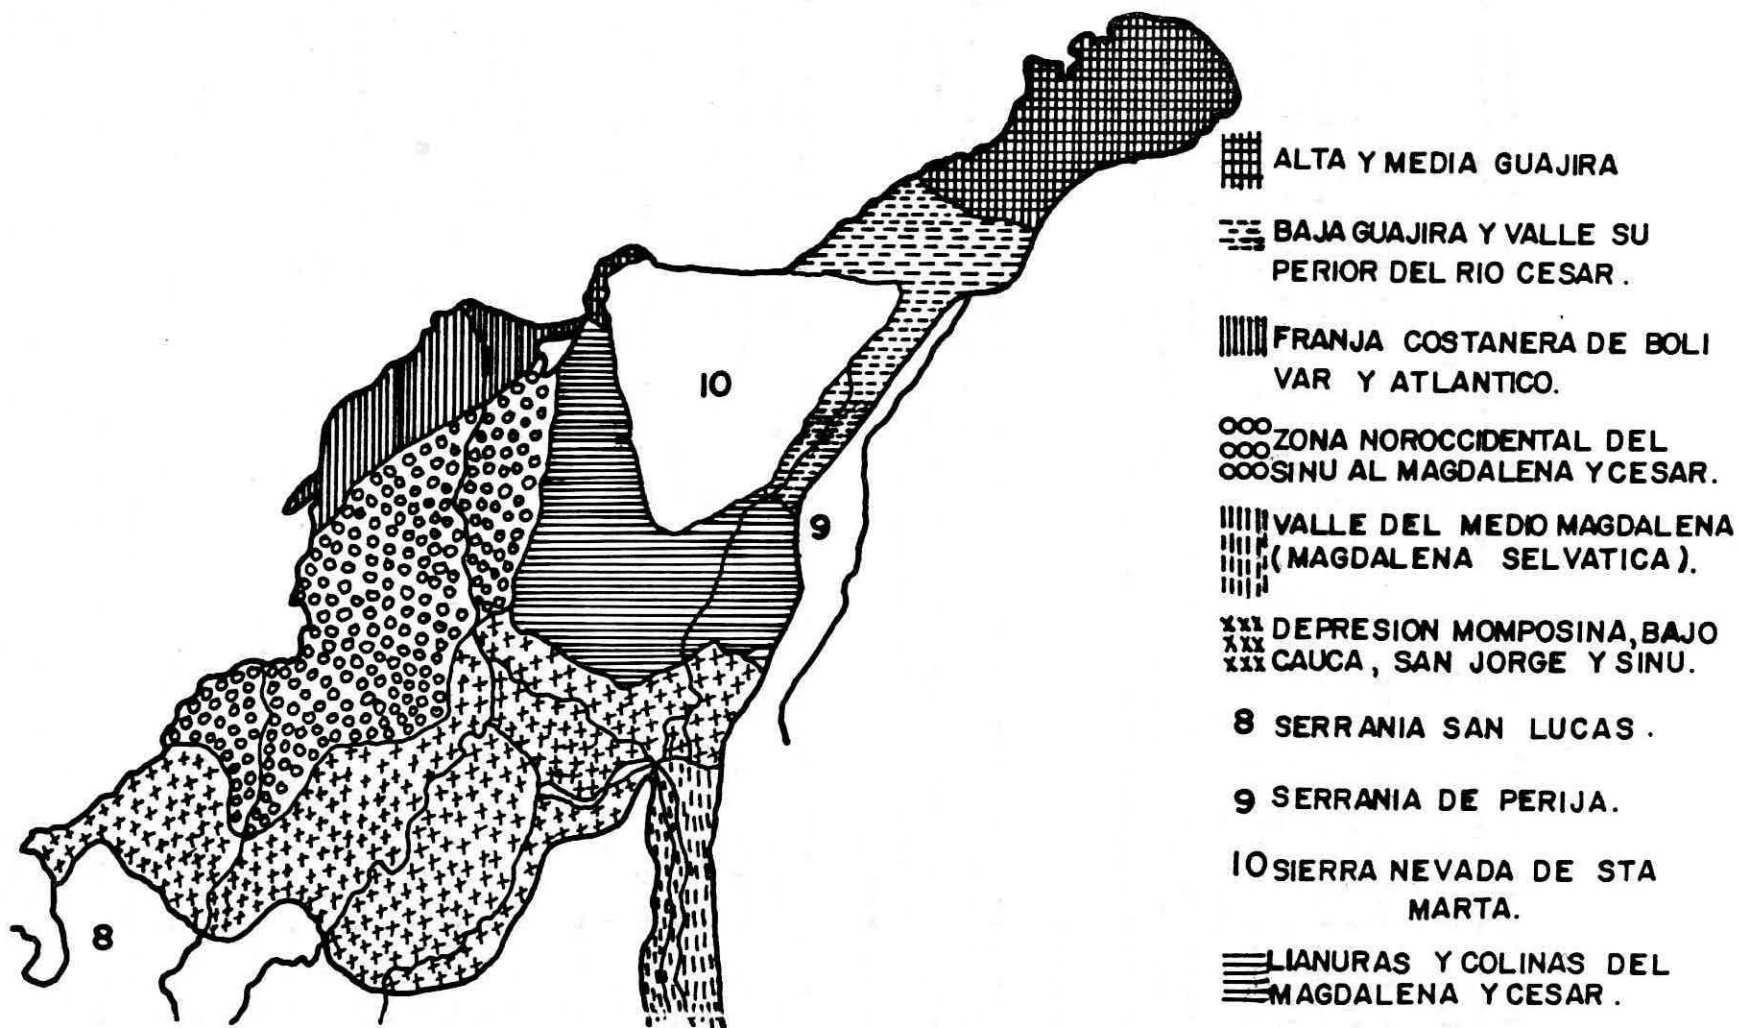 ALTA Y MEDIA GUAJIRA
BAJA GUAJIRA Y VALLE SU
PERIOR DEL RIO CESAR.
FRANJA COSTANERA DE BOLI
VAR Y ATLANTICO.
ZONA NOROCCIDENTAL DEL
SINU AL MAGDALENA Y CESAR.
VALLE DEL MEDIO MAGDALENA
(MAGDALENA SELVATICA).
DEPRESION MOMPOSINA, BAJO
CAUCA, SAN JORGE Y SINU.
8 SERRANIA SAN LUCAS.
9 SERRANIA DE PERIJA.
10 SIERRA NEVADA DE STA
MARTA.
LIANURAS Y COLINAS DEL
MAGDALENA Y CESAR.
10
9
8